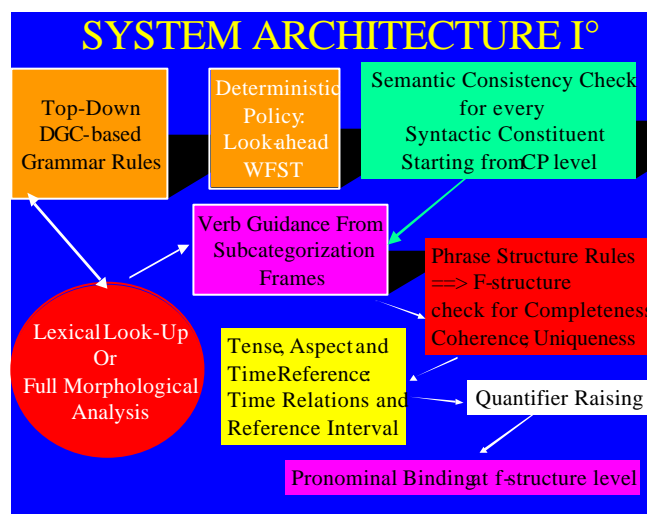 SYSTEM ARCHITECTURE I°
Top-Down
DGC-based
Grammar Rules
Deterministic
Policy:
Look-ahead
WFST
Semantic Consistency Check
for every
Syntactic Constituent
Starting from CP level
Verb Guidance From
Subcategorization
Frames
Phrase Structure Rules
==> F-structure
check for Completeness
Coherence, Uniqueness
Lexical Look-Up
Or
Full Morphological
Analysis
Tense, Aspect and
Time Reference:
Time Relations and
Reference Interval
Quantifier Raising
Pronominal Binding at f-structure level